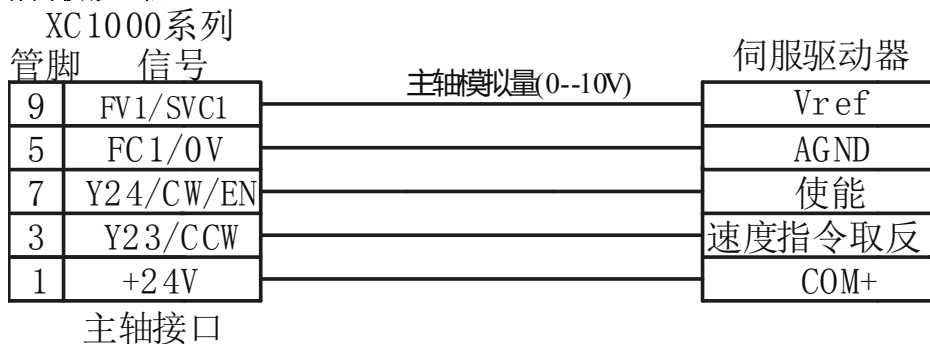 XC1000系列
管脚 信号 伺服驱动器
主轴模拟量(0--10V)
9 FV1/SVC1 Vref
5 FC1/0V AGND
7 Y24/CW/EN 使能
3 Y23/CCW 速度指令取反
1 +24V COM+
主轴接口